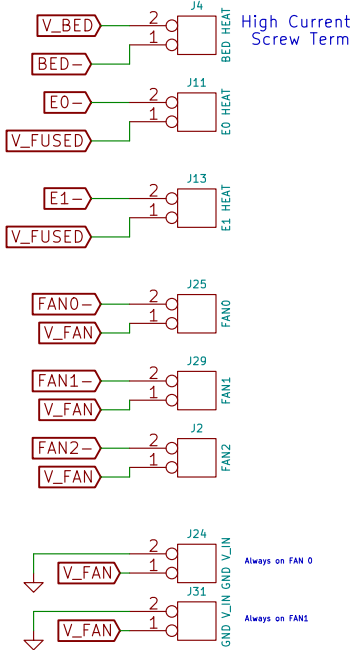 J4
High Current
Screw Term
V_BED
2
1
BED-
BED HEAT
J11
E0-
2
1
V_FUSED
E0 HEAT
J13
E1-
2
1
V_FUSED
E1 HEAT
J25
FAN0-
2
1
V_FAN
FAN0
J29
FAN1-
2
1
V_FAN
FAN1
J2
FAN2-
2
1
V_FAN
FAN2
J24
2
1
V_FAN
GND V_IN
Always on FAN 0
J31
2
1
V_FAN
GND V_IN
Always on FAN1